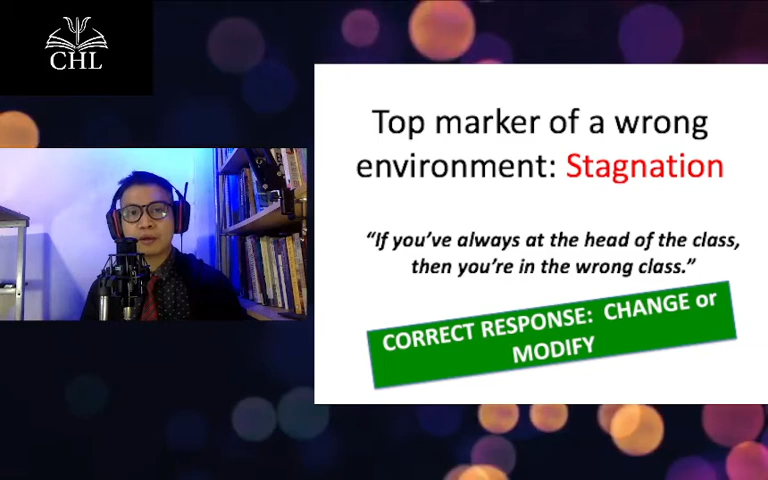 CHL
Top marker of a wrong
environment: Stagnation
“If you’ve always at the head of the class,
then you’re in the wrong class.”
CORRECT RESPONSE: CHANGE or
MODIFY